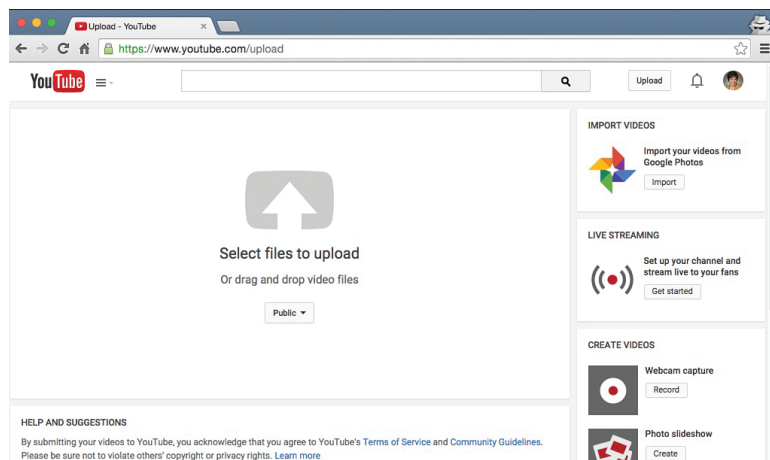 Upload - YouTube
https://www.youtube.com/upload
YouTube
Upload
Select files to upload
Or drag and drop video files
Public
HELP AND SUGGESTIONS
By submitting your videos to YouTube, you acknowledge that you agree to YouTube's Terms of Service and Community Guidelines.
Please be sure not to violate others' copyright or privacy rights. Learn more
IMPORT VIDEOS
Import your videos from
Google Photos
Import
LIVE STREAMING
Set up your channel and
stream live to your fans
Get started
CREATE VIDEOS
Webcam capture
Record
Photo slideshow
Create